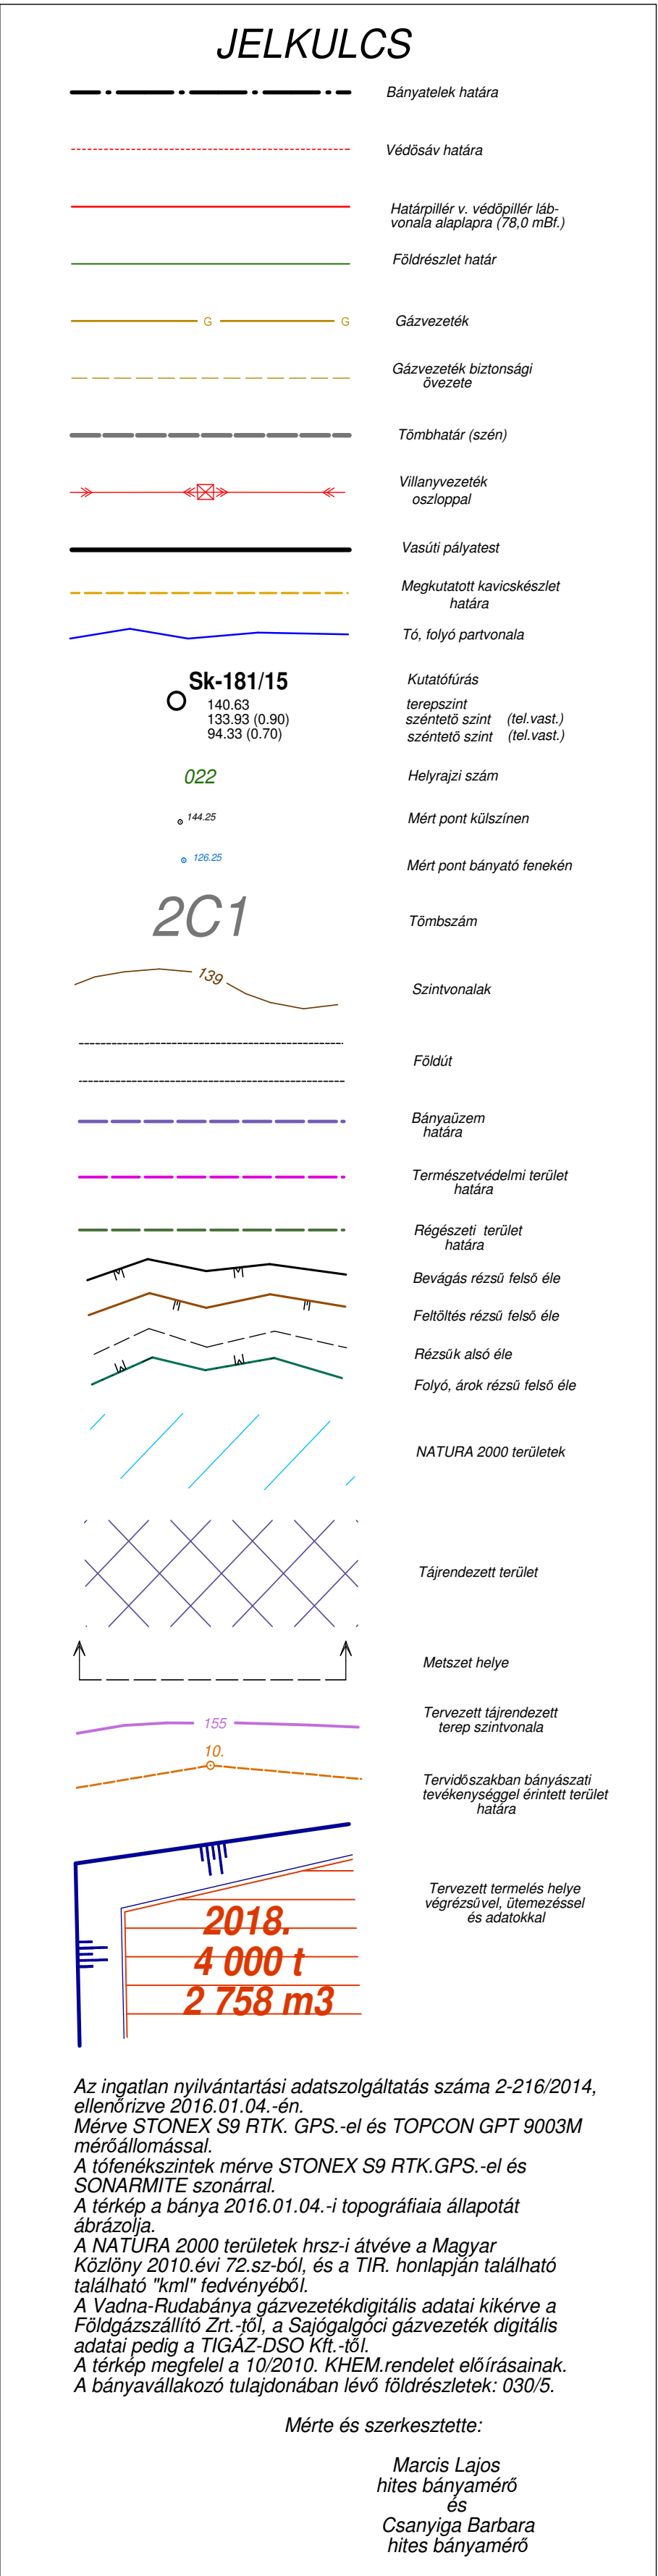 JELKULCS
Bányatelek határa
Védösáv határa
Határpillér v. védöpillér láb-
vonala alaplapra (78,0 mBf.)
Földrészlet határ
G G Gázvezeték
Gázvezeték biztonsági
övezete
Tömbhatár (szén)
Villanyvezeték
oszloppal
Vasúti pályatest
Megkutatott kavicskészlet
határa
Tó, folyó partvonala
Sk-181/15 Kutatófúrás
140.63 terepszint
133.93 (0.90) széntetö szint (tel.vast.)
94.33 (0.70) széntetö szint (tel.vast.)
022 Helyrajzi szám
144.25 Mért pont külszínen
126.25 Mért pont bányató fenekén
2C1 Tömbszám
139 Szintvonalak
Földút
Bányaüzem
határa
Természetvédelmi terület
határa
Régészeti terület
határa
Bevágás rézsű felső éle
Feltöltés rézsű felső éle
Rézsűk alsó éle
Folyó, árok rézsű felső éle
NATURA 2000 területek
Tájrendezett terület
Metszet helye
Tervezett tájrendezett
155 terep szintvonala
10.
Tervidőszakban bányászati
tevékenységgel érintett terület
határa
Tervezett termelés helye
végrézsűvel, ütemezéssel
és adatokkal
2018.
4 000 t
2 758 m3
Az ingatlan nyilvántartási adatszolgáltatás száma 2-216/2014,
ellenőrizve 2016.01.04.-én.
Mérve STONEX S9 RTK. GPS.-el és TOPCON GPT 9003M
mérőállomással.
A tófenékszintek mérve STONEX S9 RTK.GPS.-el és
SONARMITE szonárral.
A térkép a bánya 2016.01.04.-i topográfiaia állapotát
ábrázolja.
A NATURA 2000 területek hrsz-i átvéve a Magyar
Közlöny 2010.évi 72.sz-ból, és a TIR. honlapján található
található "kml" fedvényéből.
A Vadna-Rudabánya gázvezetékdigitális adatai kikérve a
Földgázszállító Zrt.-től, a Sajógalgóci gázvezeték digitális
adatai pedig a TIGÁZ-DSO Kft.-től.
A térkép megfelel a 10/2010. KHEM.rendelet előírásainak.
A bányavállakozó tulajdonában lévő földrészletek: 030/5.
Mérte és szerkesztette:
Marcis Lajos
hites bányamérő
és
Csanyiga Barbara
hites bányamérő